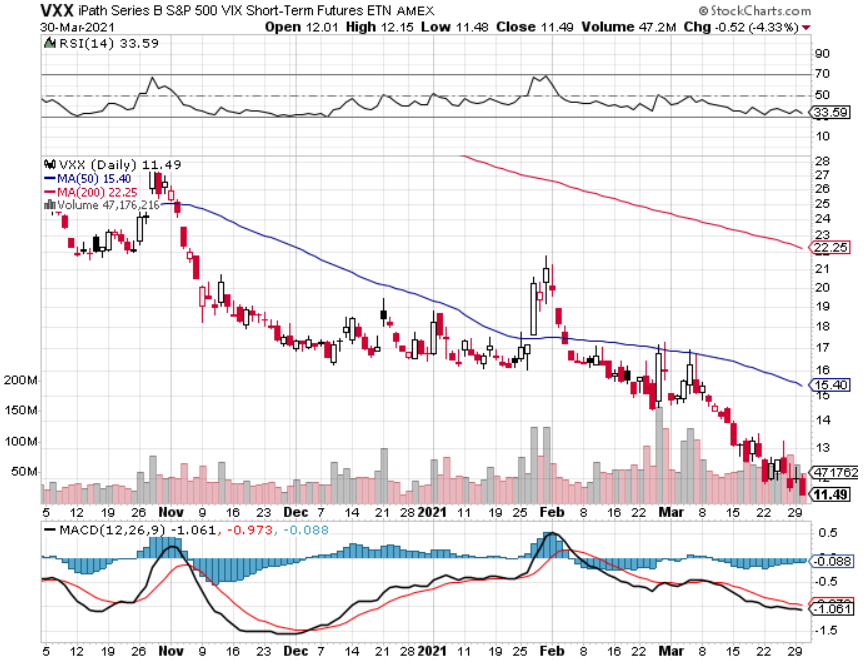 VXX iPath Series B S&P 500 VIX Short-Term Futures ETN AMEX © StockCharts.com
30-Mar-2021 Open 12.01 High 12.15 Low 11.48 Close 11.49 Volume 47.2M Chg -0.52 (-4.33%)
RSI(14) 33.59
90
70
50
33.59
10
VXX (Daily) 11.49
MA(50) 15.40
MA(200) 22.25
Volume 47,176,216
28
27
26
25
24
23
22.25
21
20
19
18
17
16
15.40
15
14
13
47176216
11.49
200M
150M
100M
50M
5 12 19 26 Nov 9 16 23 Dec 7 14 21 28 2021 11 19 25 Feb 8 16 22 Mar 8 15 22 29
MACD(12,26,9) -1.061, -0.973, -0.088
0.5
-0.088
-0.5
-1.061
-1.5
5 12 19 26 Nov 9 16 23 Dec 7 14 21 28 2021 11 19 25 Feb 8 16 22 Mar 8 15 22 29